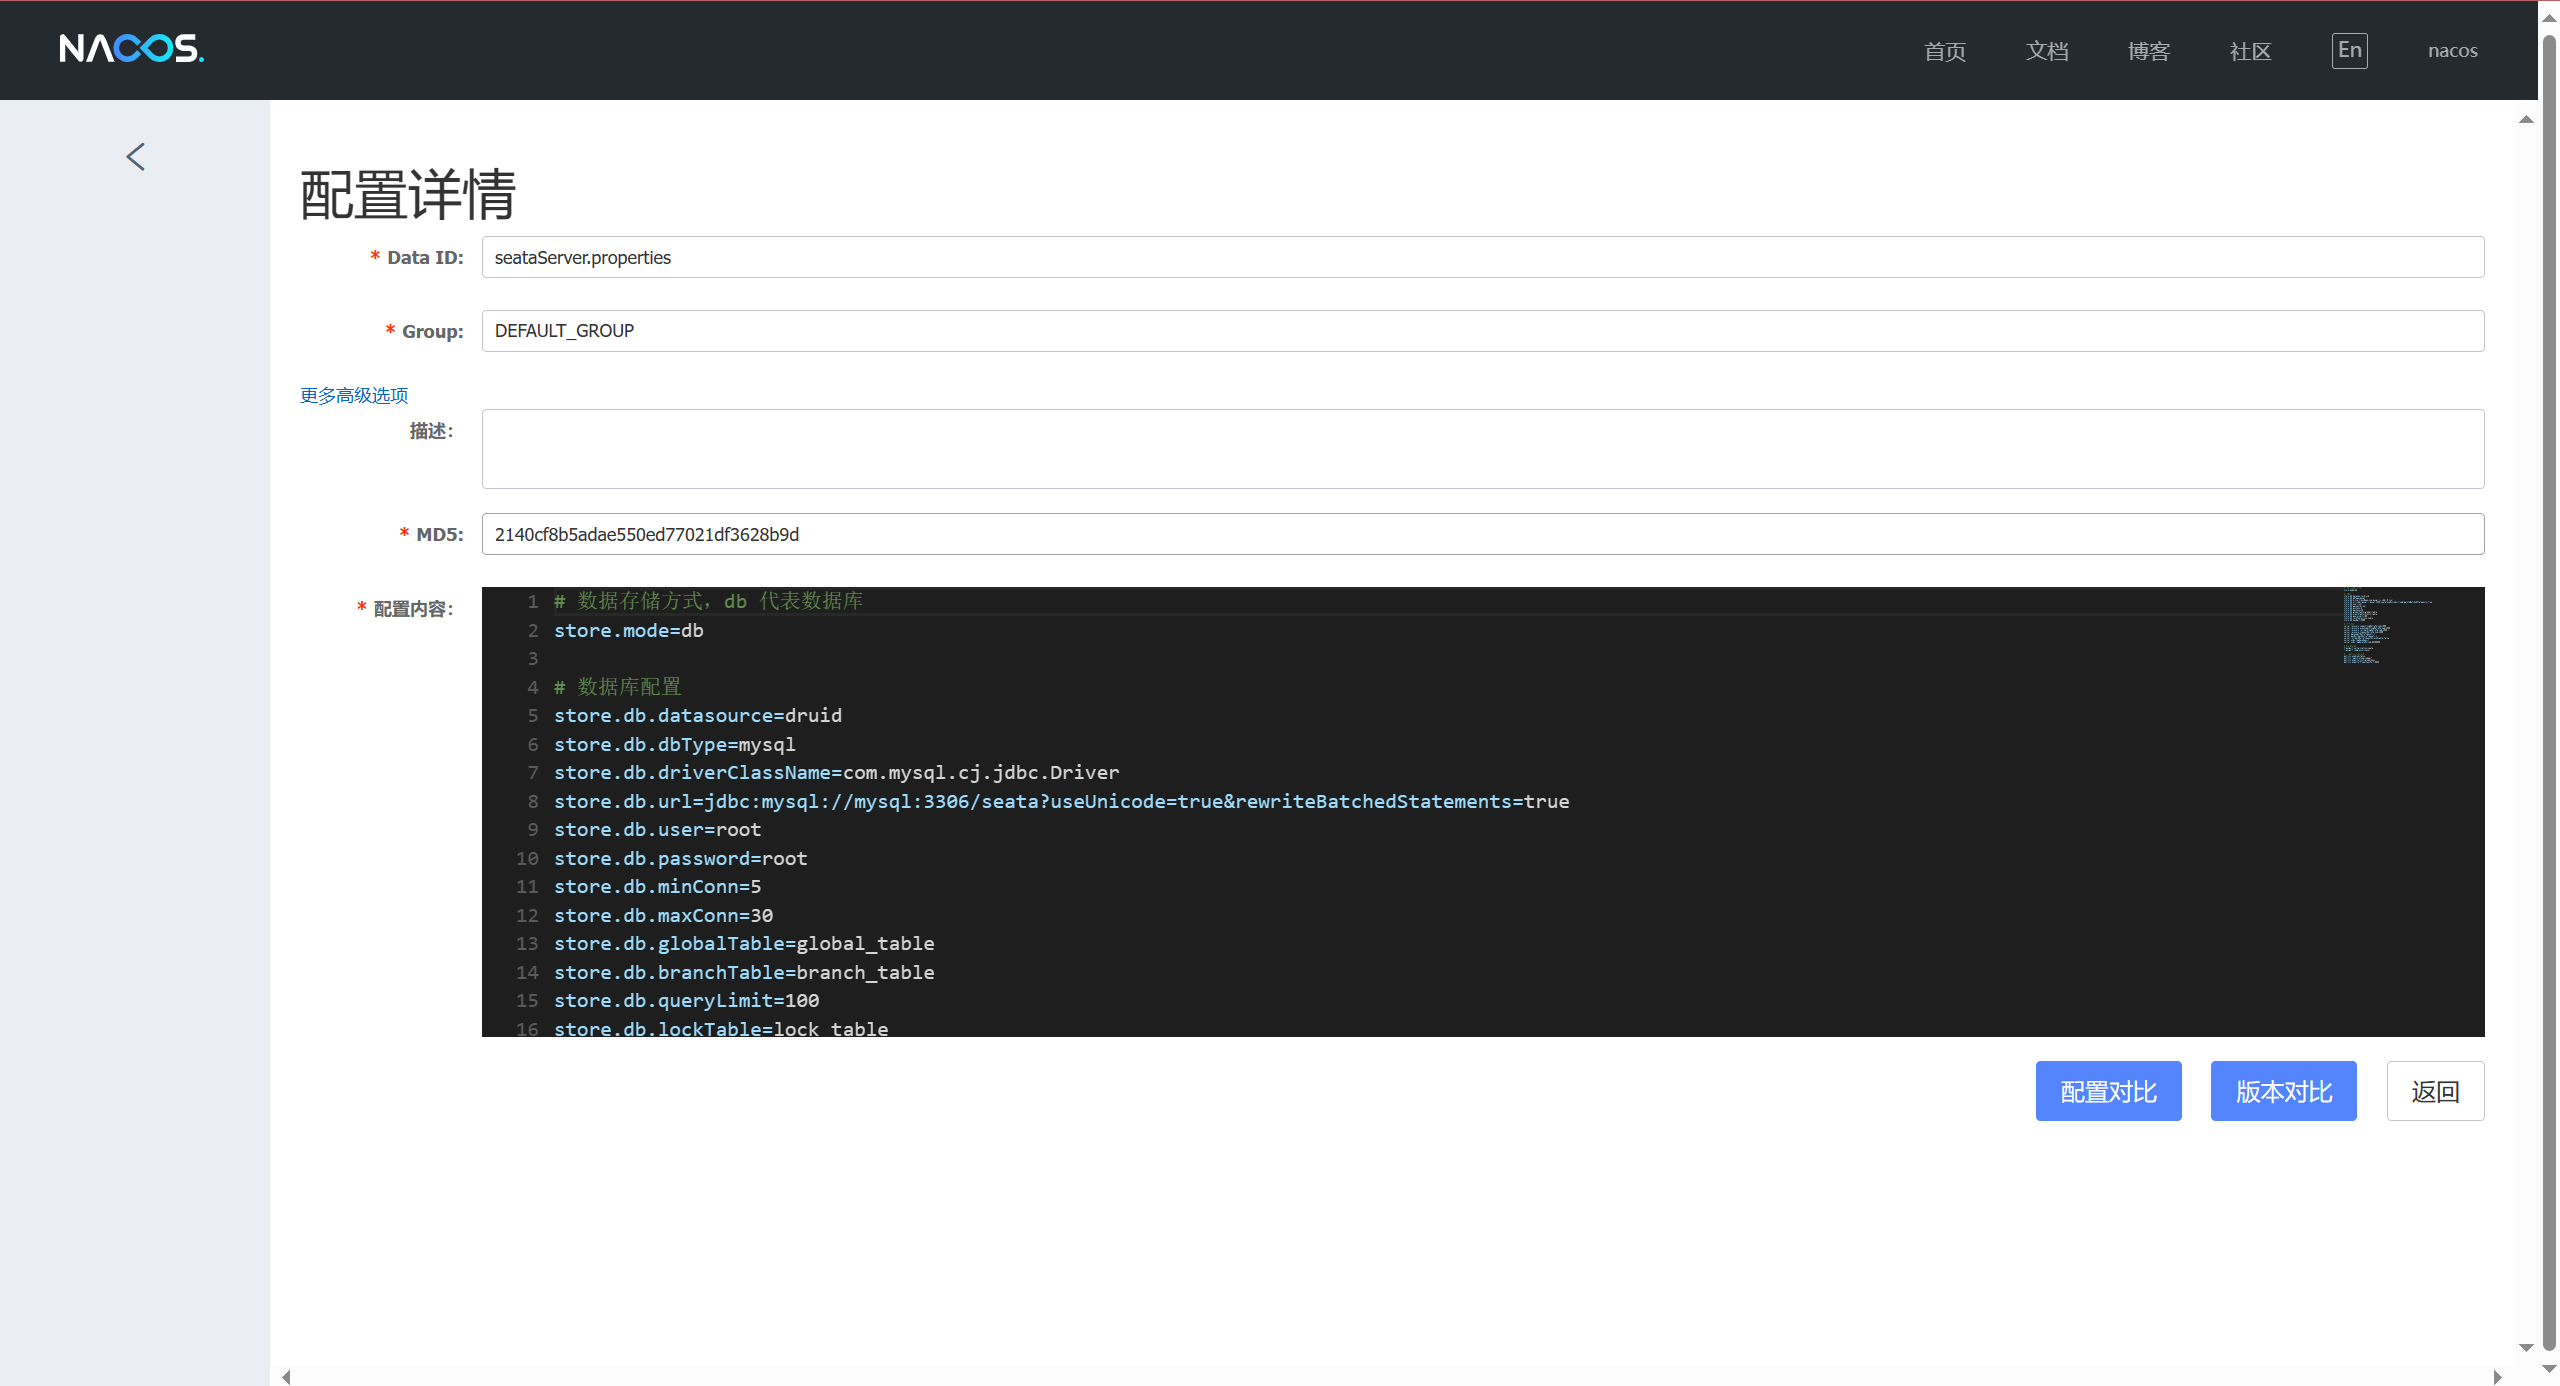 NACOS.
首页 文档 博客 社区 En nacos
配置详情
* Data ID: seataServer.properties
* Group: DEFAULT_GROUP
更多高级选项
描述:
* MD5: 2140cf8b5adae550ed77021df3628b9d
* 配置内容:
1 # 数据存储方式，db 代表数据库
2 store.mode=db
3
4 # 数据库配置
5 store.db.datasource=druid
6 store.db.dbType=mysql
7 store.db.driverClassName=com.mysql.cj.jdbc.Driver
8 store.db.url=jdbc:mysql://mysql:3306/seata?useUnicode=true&rewriteBatchedStatements=true
9 store.db.user=root
10 store.db.password=root
11 store.db.minConn=5
12 store.db.maxConn=30
13 store.db.globalTable=global_table
14 store.db.branchTable=branch_table
15 store.db.queryLimit=100
16 store.db.lockTable=lock_table
配置对比 版本对比 返回